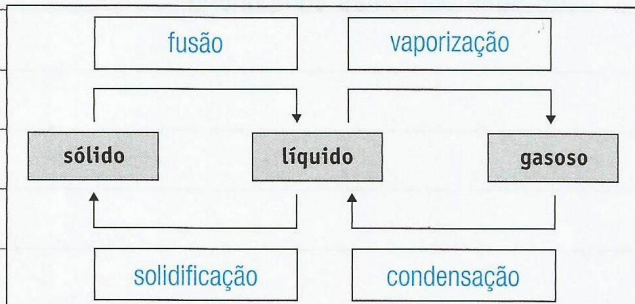 fusão vaporização
sólido líquido gasoso
solidificação condensação